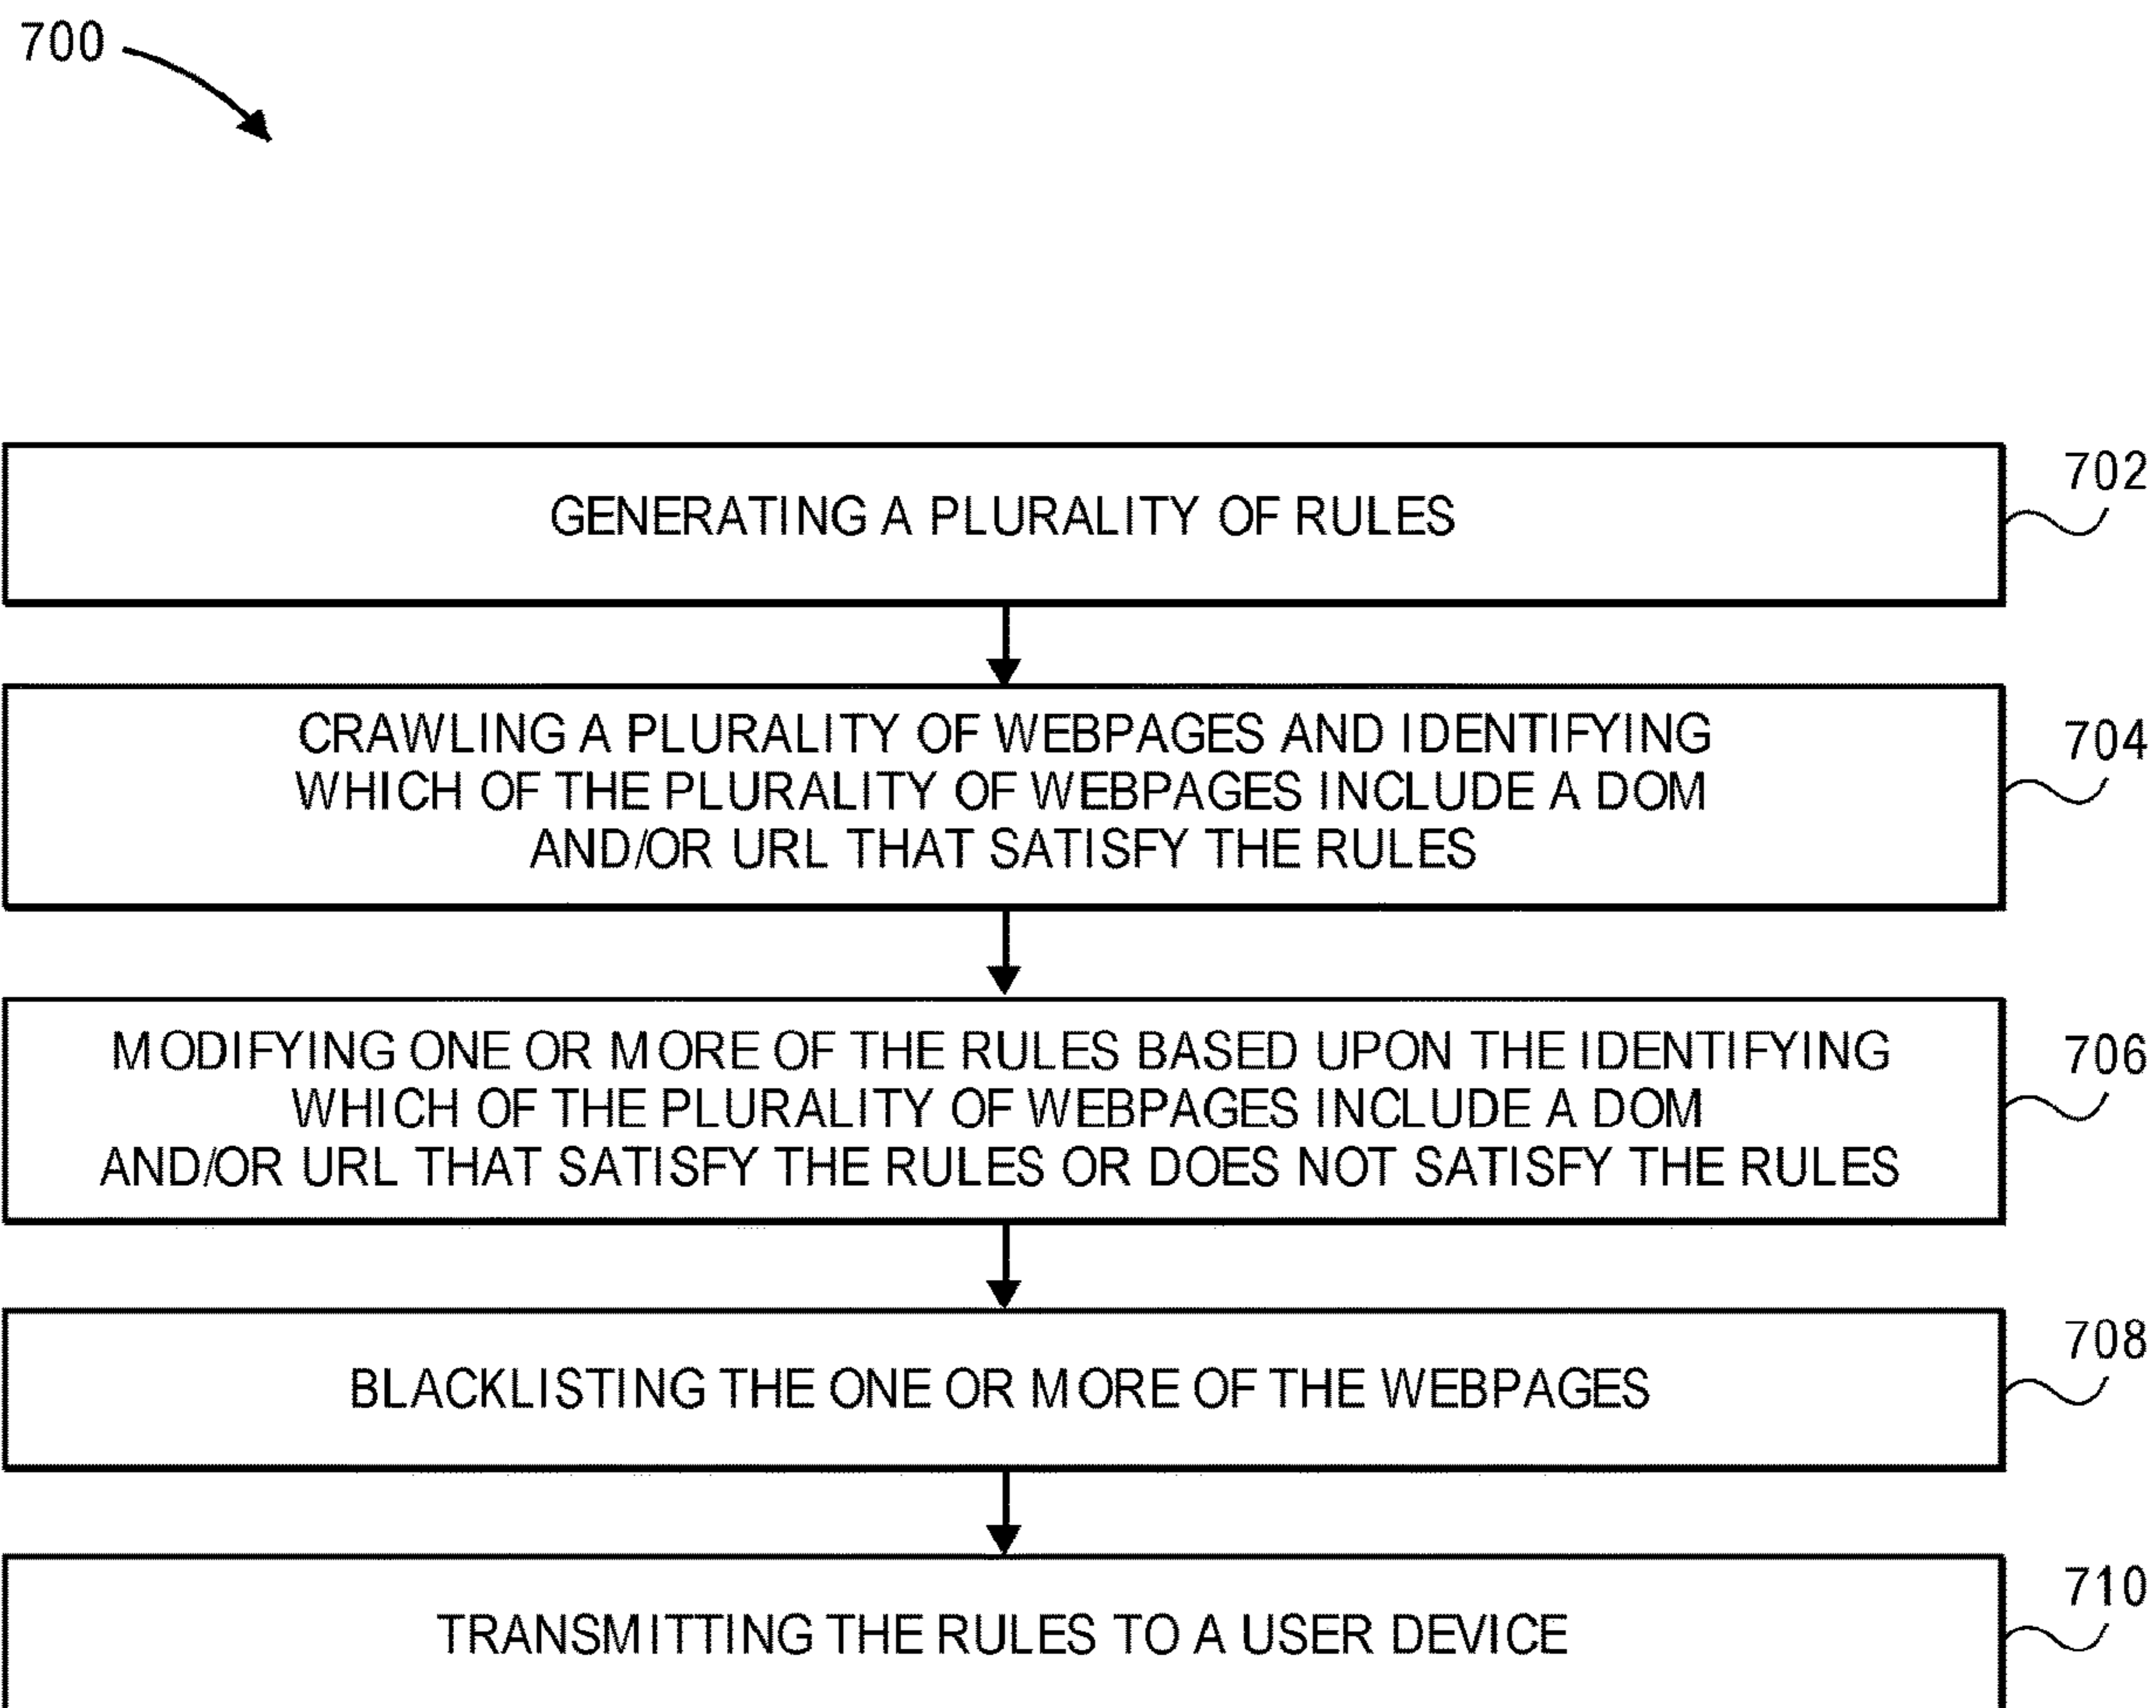 700
GENERATING A PLURALITY OF RULES
702
CRAWLING A PLURALITY OF WEBPAGES AND IDENTIFYING
WHICH OF THE PLURALITY OF WEBPAGES INCLUDE A DOM
AND/OR URL THAT SATISFY THE RULES
704
MODIFYING ONE OR MORE OF THE RULES BASED UPON THE IDENTIFYING
WHICH OF THE PLURALITY OF WEBPAGES INCLUDE A DOM
AND/OR URL THAT SATISFY THE RULES OR DOES NOT SATISFY THE RULES
706
BLACKLISTING THE ONE OR MORE OF THE WEBPAGES
708
TRANSMITTING THE RULES TO A USER DEVICE
710